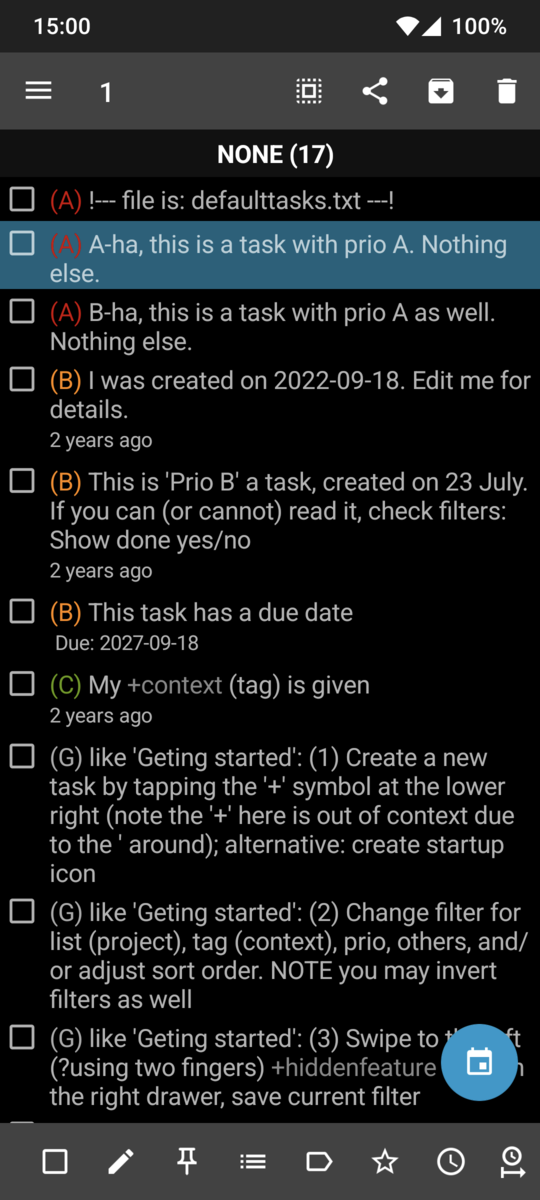 15:00
100%
1
NONE (17)
(A) !--- file is: defaulttasks.txt ---!
(A) A-ha, this is a task with prio A. Nothing
else.
(A) B-ha, this is a task with prio A as well.
Nothing else.
(B) I was created on 2022-09-18. Edit me for
details.
2 years ago
(B) This is 'Prio B' a task, created on 23 July.
If you can (or cannot) read it, check filters:
Show done yes/no
2 years ago
(B) This task has a due date
Due: 2027-09-18
(C) My +context (tag) is given
2 years ago
(G) like 'Geting started': (1) Create a new
task by tapping the '+' symbol at the lower
right (note the '+' here is out of context due
to the ' around); alternative: create startup
icon
(G) like 'Geting started': (2) Change filter for
list (project), tag (context), prio, others, and/
or adjust sort order. NOTE you may invert
filters as well
(G) like 'Geting started': (3) Swipe to
(?using two fingers) +hiddenfeature
the right drawer, save current filter